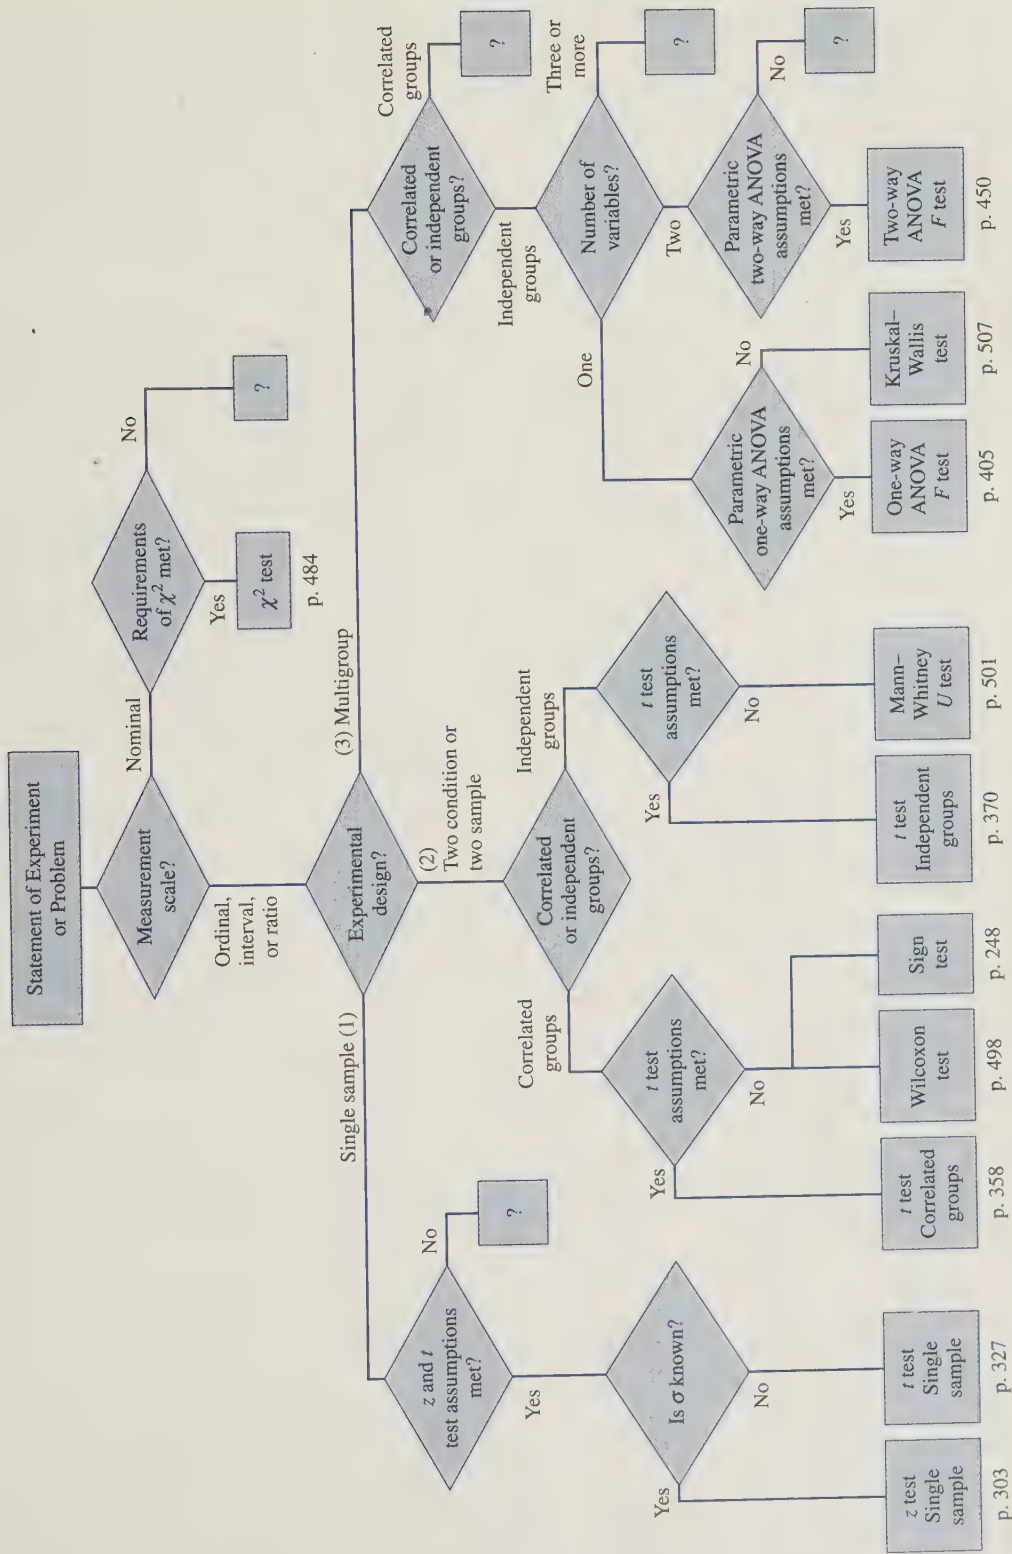 Statement of Experiment
or Problem
Measurement
scale?
Nominal
Requirements
of χ² met?
No
?
Yes
χ² test
p. 484
Ordinal,
interval,
or ratio
Experimental
design?
Single sample (1)
(2)
Two condition or
two sample
(3) Multigroup
z and t
test assumptions
met?
No
?
Yes
Is σ known?
Yes
No
z test
Single
sample
p. 303
t test
Single
sample
p. 327
Correlated
or independent
groups?
Correlated
groups
Independent
groups
t test
assumptions
met?
Yes
No
t test
Correlated
groups
p. 358
Wilcoxon
test
p. 498
Sign
test
p. 248
t test
assumptions
met?
Yes
No
t test
Independent
groups
p. 370
Mann–
Whitney
U test
p. 501
Correlated
or independent
groups?
Correlated
groups
?
Independent
groups
Number of
variables?
Three or
more
?
One
Two
Parametric
one-way ANOVA
assumptions
met?
Yes
No
One-way
ANOVA
F test
p. 405
Kruskal–
Wallis
test
p. 507
Parametric
two-way ANOVA
assumptions
met?
No
?
Yes
Two-way
ANOVA
F test
p. 450